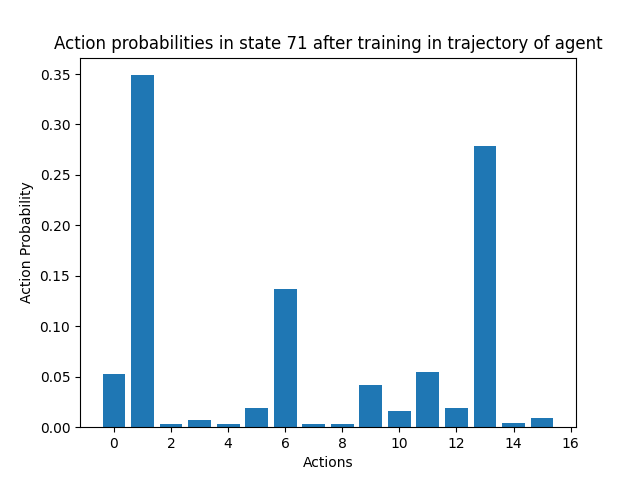 Action probabilities in state 71 after training in trajectory of agent
0.35
0.30
0.25
0.20
0.15
0.10
0.05
0.00
Action Probability
0 2 4 6 8 10 12 14 16
Actions